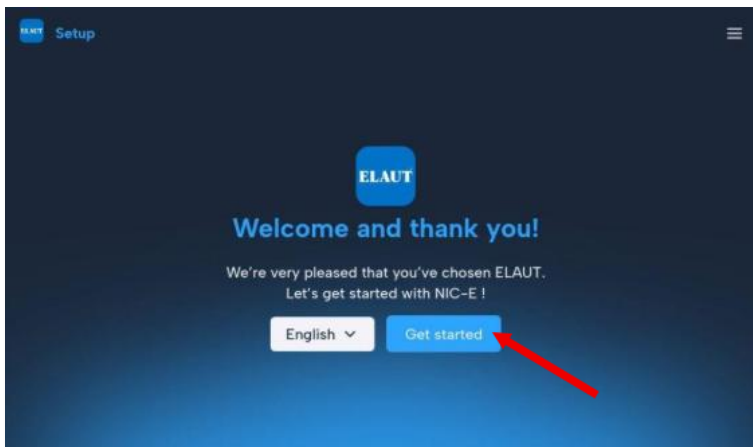 ELAUT Setup
ELAUT
Welcome and thank you!
We're very pleased that you've chosen ELAUT.
Let's get started with NIC-E !
English Get started